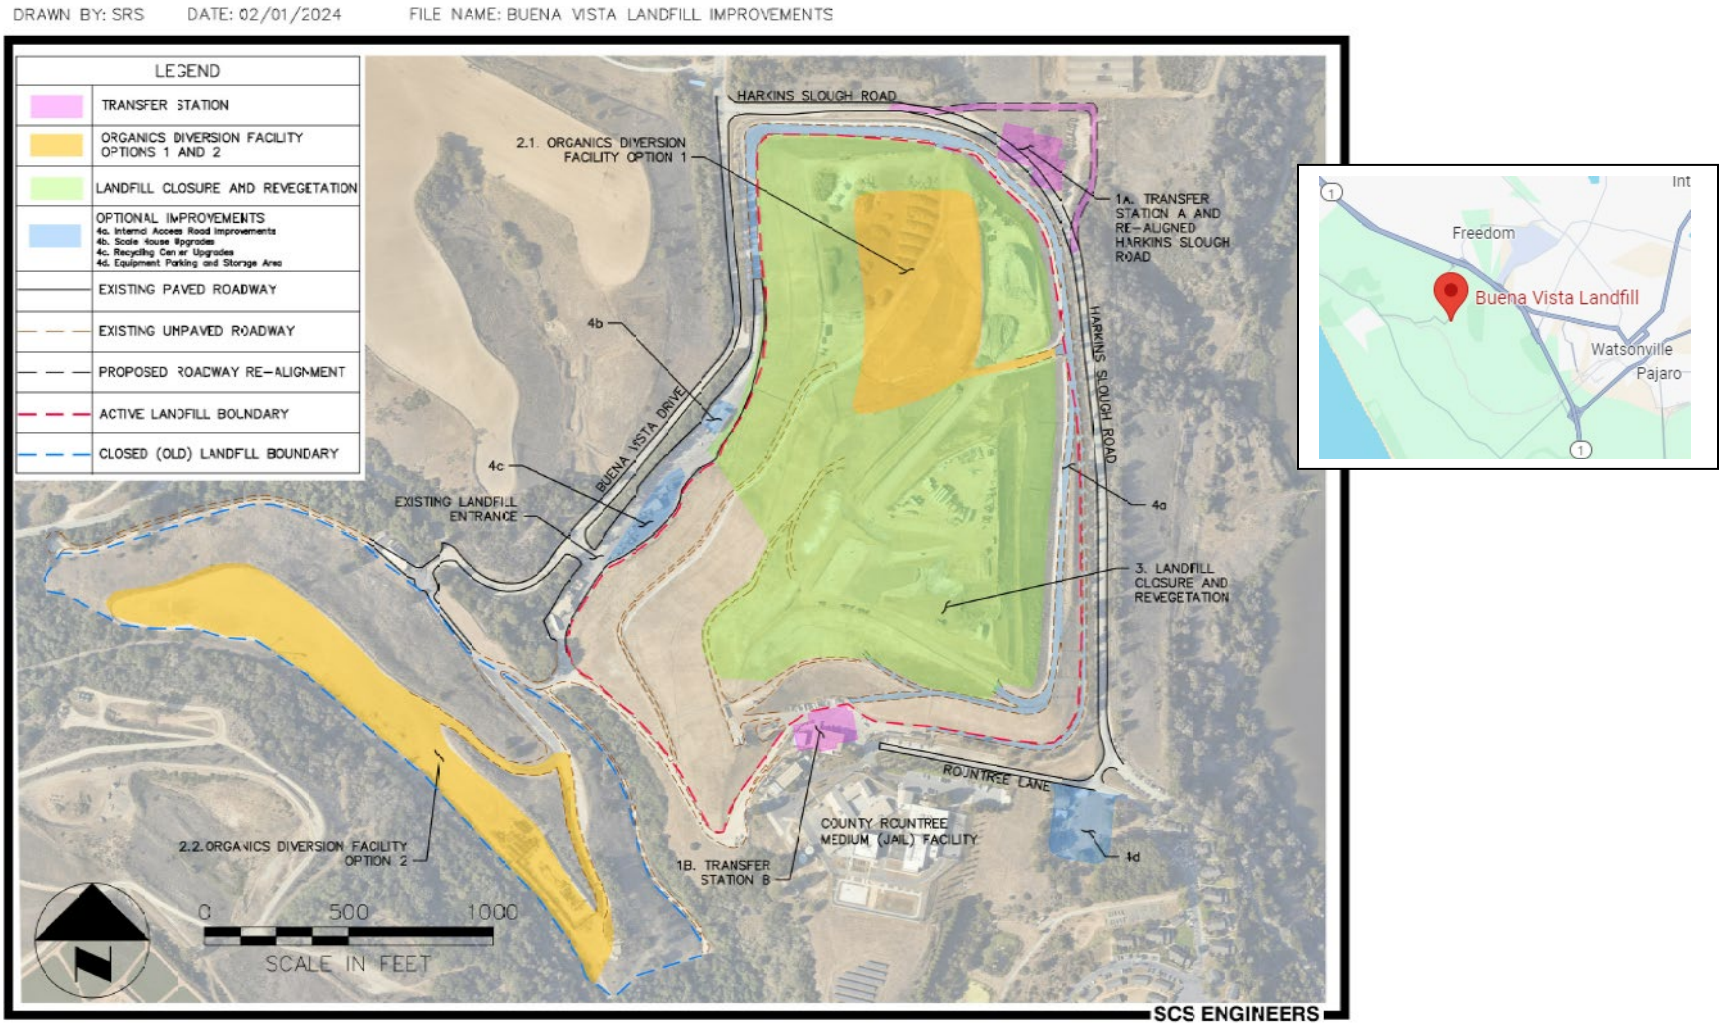 DRAWN BY: SRS DATE: 02/01/2024 FILE NAME: BUENA VISTA LANDFILL IMPROVEMENTS
LEGEND
TRANSFER STATION
ORGANICS DIVERSION FACILITY
OPTIONS 1 AND 2
LANDFILL CLOSURE AND REVEGETATION
OPTIONAL IMPROVEMENTS
4a. Internal Access Road Improvements
4b. Scale House Upgrades
4c. Recycling Center Upgrades
4d. Equipment Parking and Storage Area
EXISTING PAVED ROADWAY
EXISTING UNPAVED ROADWAY
PROPOSED ROADWAY RE-ALIGNMENT
ACTIVE LANDFILL BOUNDARY
CLOSED (OLD) LANDFILL BOUNDARY
HARKINS SLOUGH ROAD
2.1. ORGANICS DIVERSION
FACILITY OPTION 1
1A. TRANSFER
STATION A AND
RE-ALIGNED
HARKINS SLOUGH
ROAD
HARKINS SLOUGH ROAD
4b
BUENA VISTA DRIVE
4c
EXISTING LANDFILL
ENTRANCE
4a
3. LANDFILL
CLOSURE AND
REVEGETATION
ROUNTREE LANE
COUNTY ROUNTREE
MEDIUM (JAIL) FACILITY
4d
2.2. ORGANICS DIVERSION FACILITY
OPTION 2
1B. TRANSFER
STATION B
N
0 500 1000
SCALE IN FEET
SCS ENGINEERS
1
Int
Freedom
Buena Vista Landfill
Watsonville
Pajaro
1